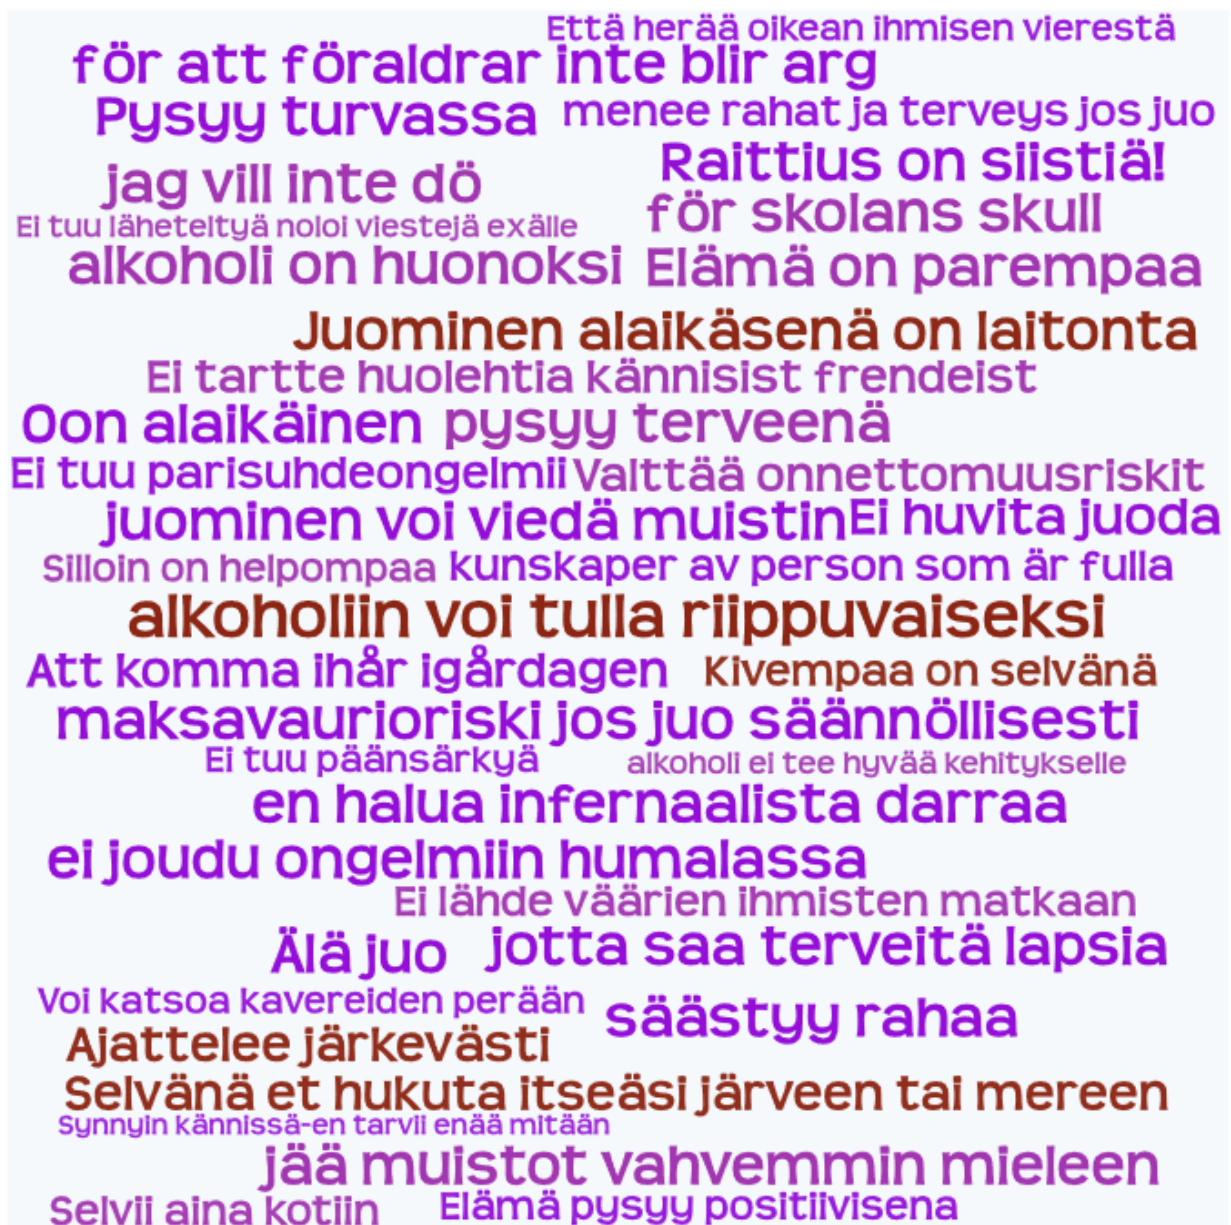 Että herää oikean ihmisen vierestä
för att föraldrar inte blir arg
Pysyy turvassa
menee rahat ja terveys jos juo
Raittius on siistiä!
jag vill inte dö
för skolans skull
Ei tuu läheteltyä noloi viestejä exälle
alkoholi on huonoksi
Elämä on parempaa
Juominen alaikäsenä on laitonta
Ei tartte huolehtia kännisist frendeist
Oon alaikäinen
pysyy terveenä
Ei tuu parisuhdeongelmii
Valttää onnettomuusriskit
juominen voi viedä muistin
Ei huvita juoda
Silloin on helpompaa
kunskaper av person som är fulla
alkoholiin voi tulla riippuvaiseksi
Att komma ihår igårdagen
Kivempaa on selvänä
maksavaurioriski jos juo säännöllisesti
Ei tuu päänsärkyä
alkoholi ei tee hyvää kehitykselle
en halua infernaalista darraa
ei joudu ongelmiin humalassa
Ei lähde väärien ihmisten matkaan
Älä juo
jotta saa terveitä lapsia
Voi katsoa kavereiden perään
säästyy rahaa
Ajattelee järkevästi
Selvänä et hukuta itseäsi järveen tai mereen
Synnyin kännissä-en tarvii enää mitään
jää muistot vahvemmin mieleen
Selvii aina kotiin
Elämä pysyy positiivisena